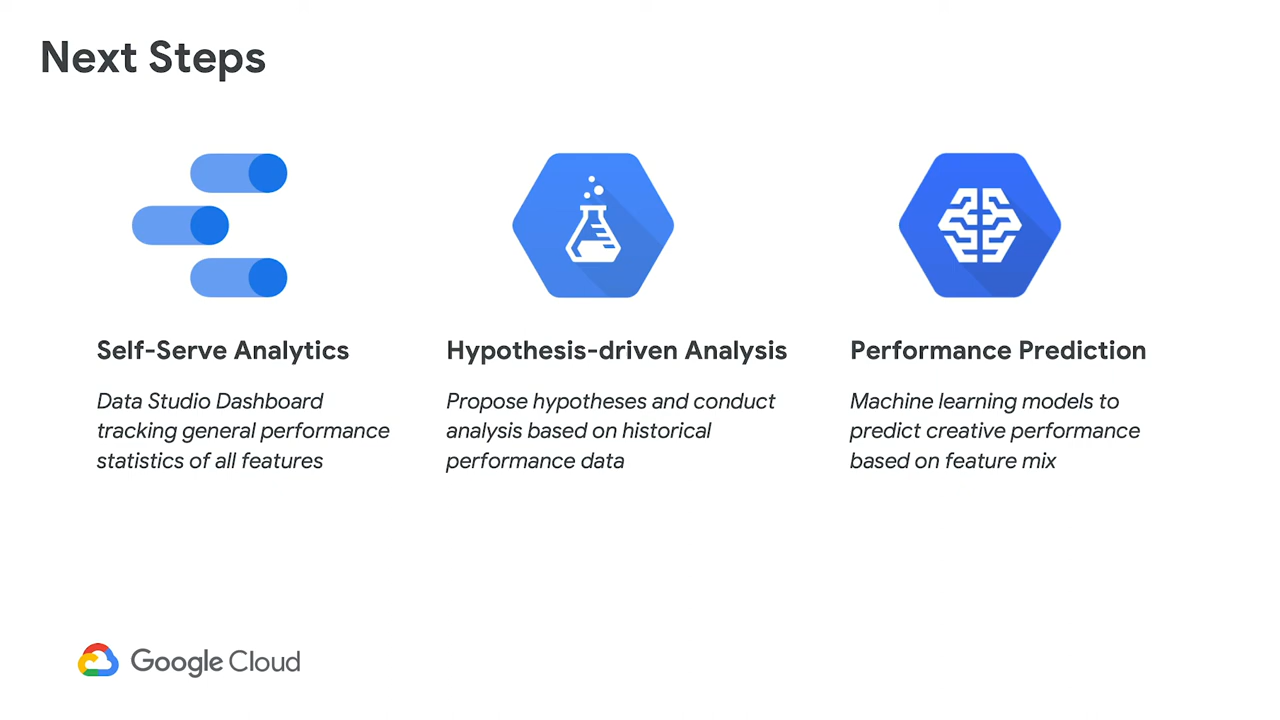 Next Steps
Self-Serve Analytics
Data Studio Dashboard
tracking general performance
statistics of all features
Hypothesis-driven Analysis
Propose hypotheses and conduct
analysis based on historical
performance data
Performance Prediction
Machine learning models to
predict creative performance
based on feature mix
Google Cloud